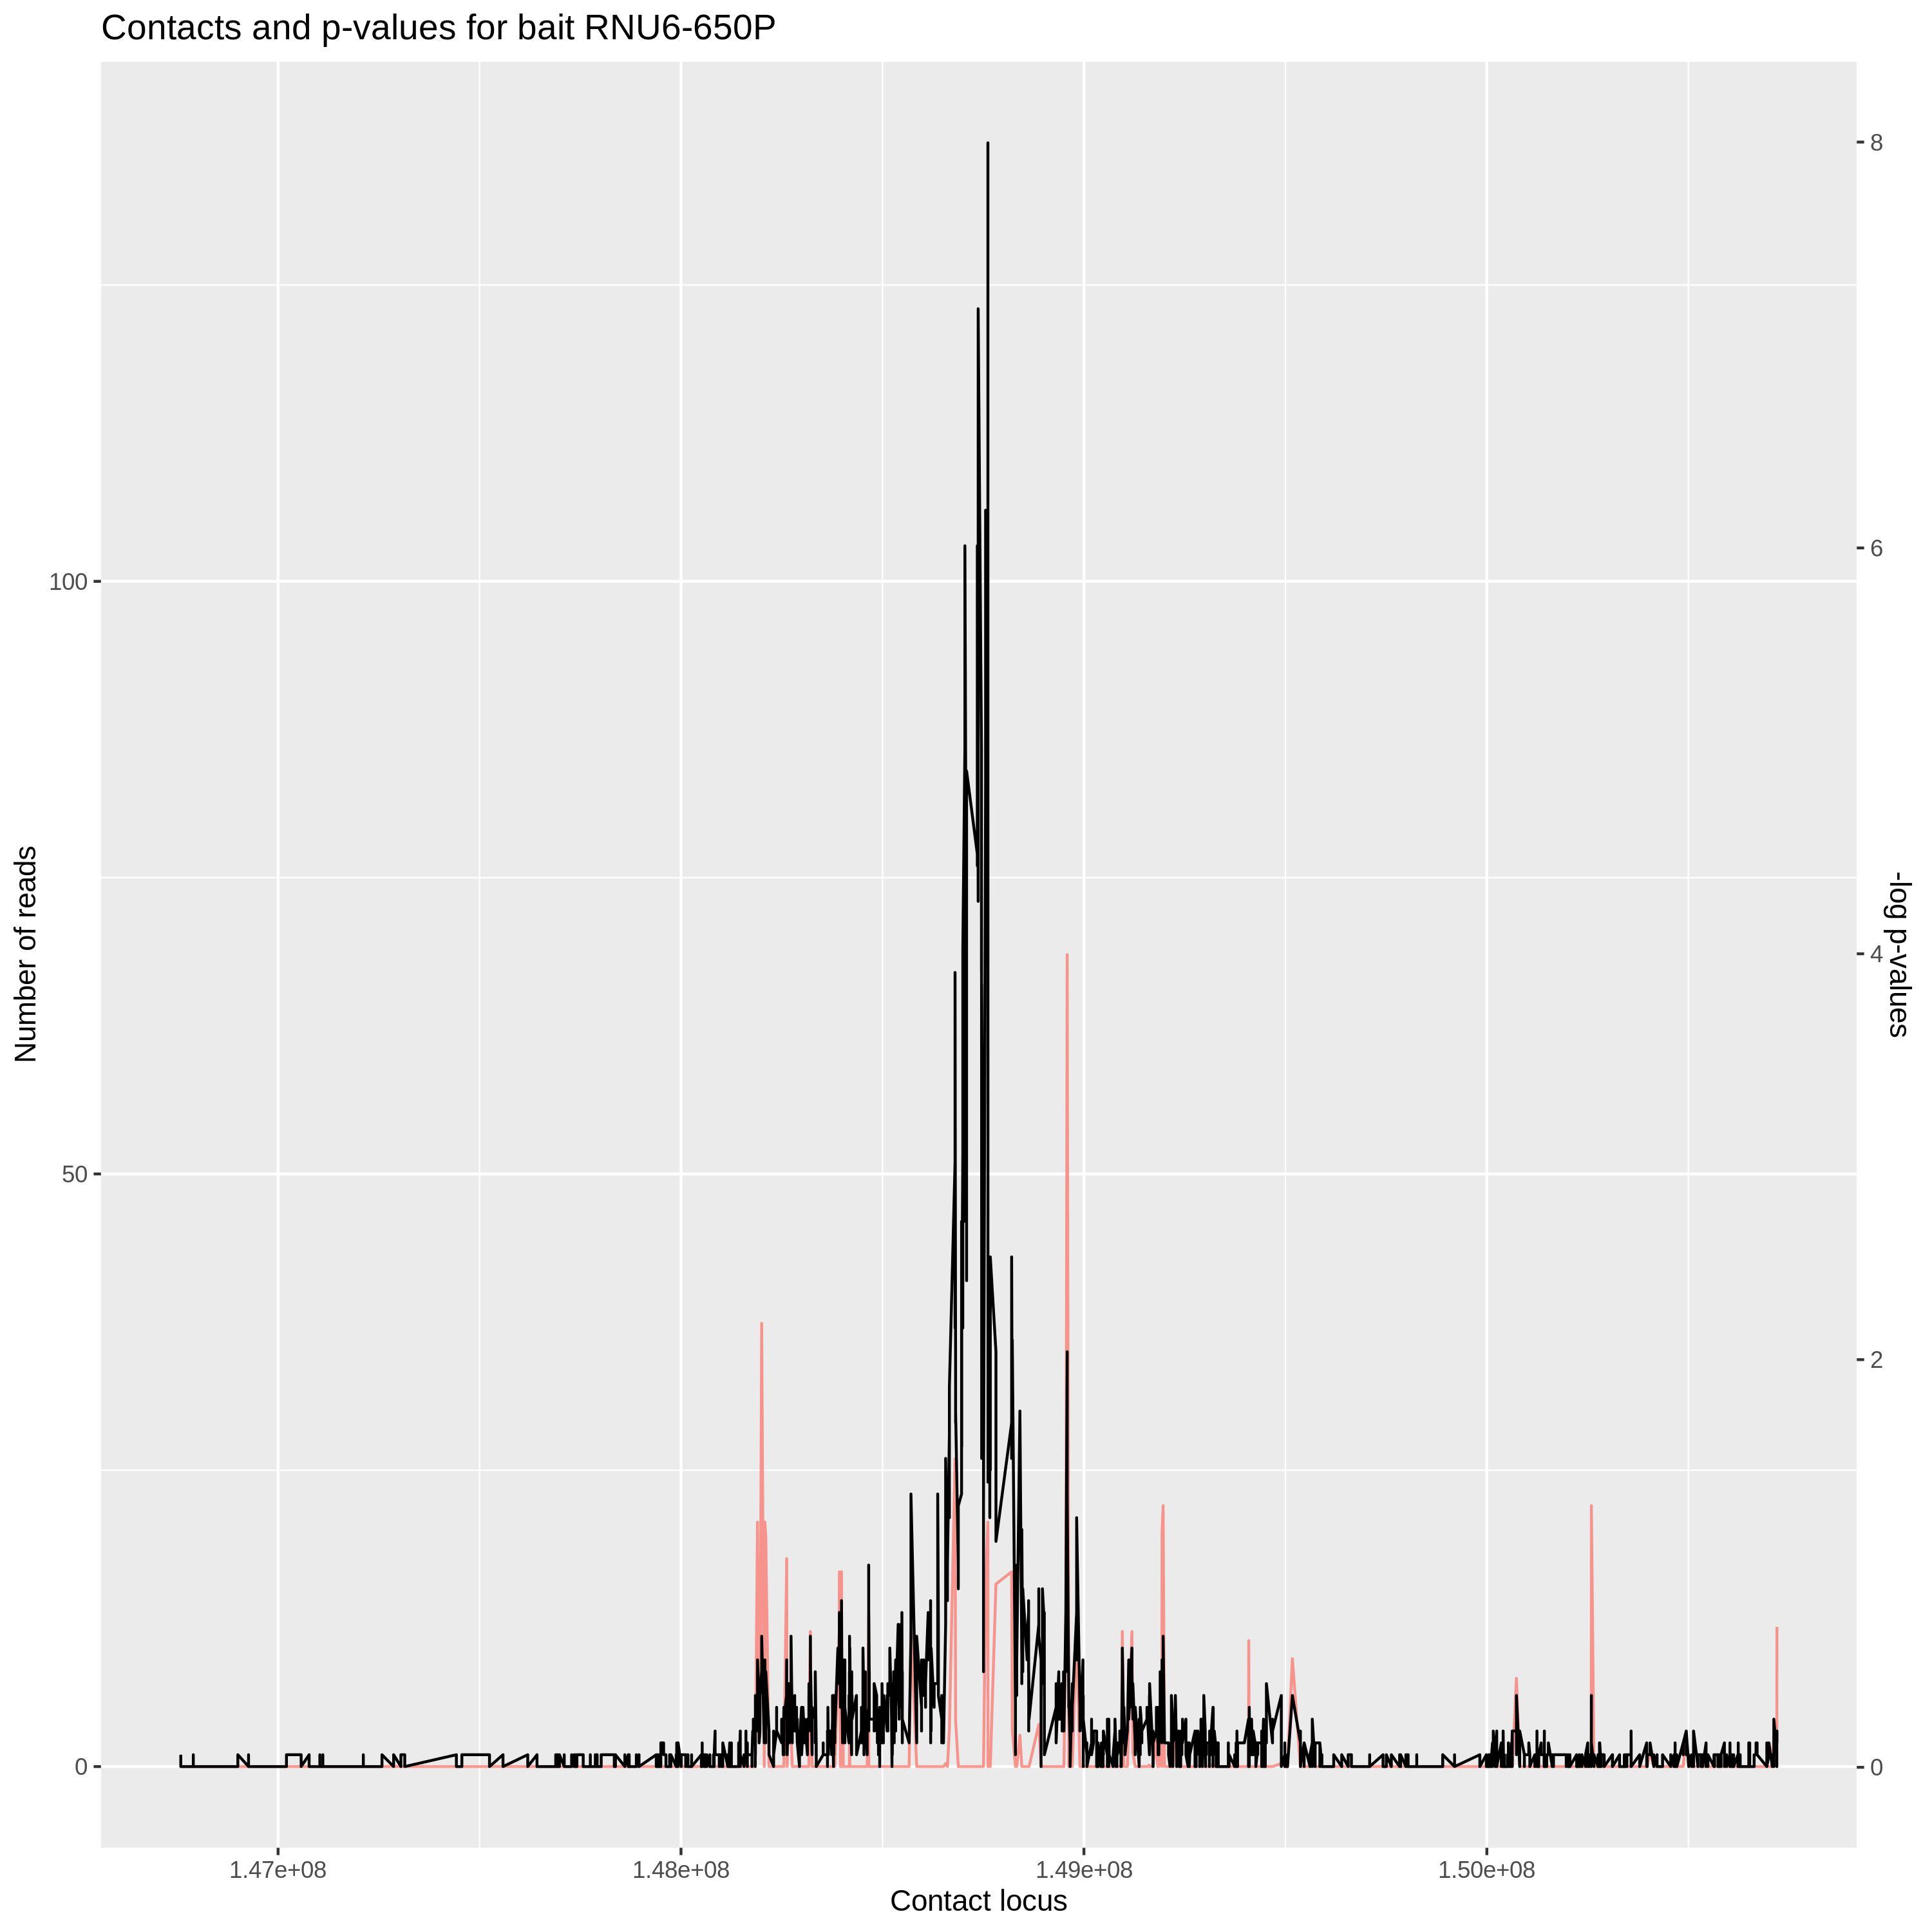 Contacts and p-values for bait RNU6-650P
Number of reads
100
50
0
8
6
4
2
0
-log p-values
1.47e+08
1.48e+08
1.49e+08
1.50e+08
Contact locus